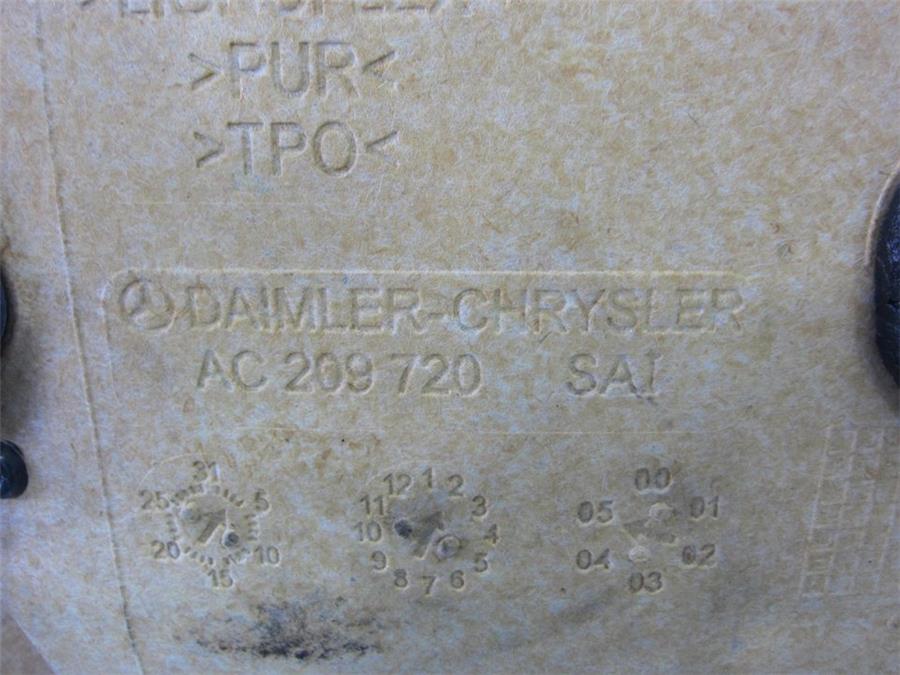 >PUR<
>TPO<
DAIMLER-CHRYSLER
AC 209 720 SAI
31 5 10 15 20 25
12 1 2 3 4 5 6 7 8 9 10 11
00 01 02 03 04 05